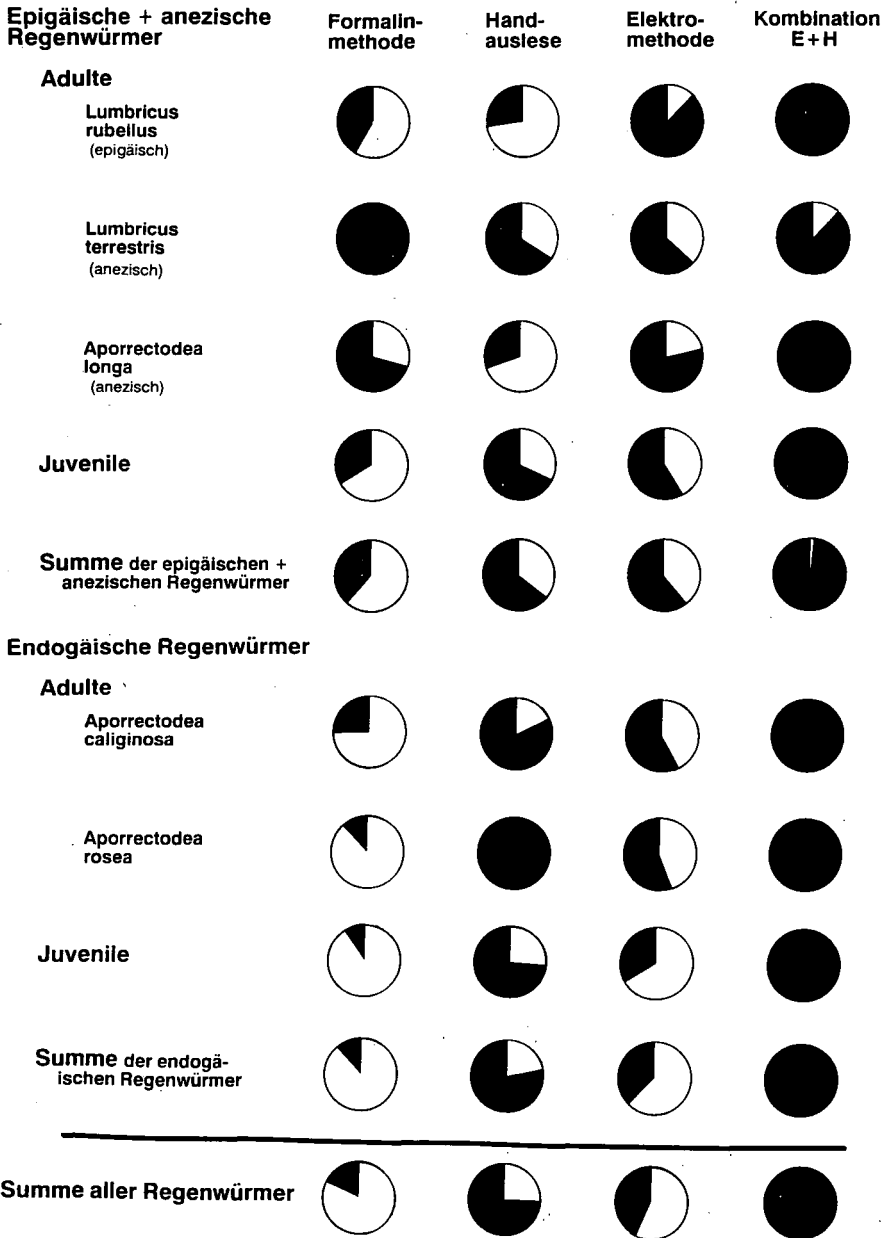 Epigäische + anezische
Regenwürmer
Formalin-
methode
Hand-
auslese
Elektro-
methode
Kombination
E+H
Adulte
Lumbricus
rubellus
(epigäisch)
Lumbricus
terrestris
(anezisch)
Aporrectodea
longa
(anezisch)
Juvenile
Summe der epigäischen +
anezischen Regenwürmer
Endogäische Regenwürmer
Adulte
Aporrectodea
caliginosa
Aporrectodea
rosea
Juvenile
Summe der endogä-
ischen Regenwürmer
Summe aller Regenwürmer